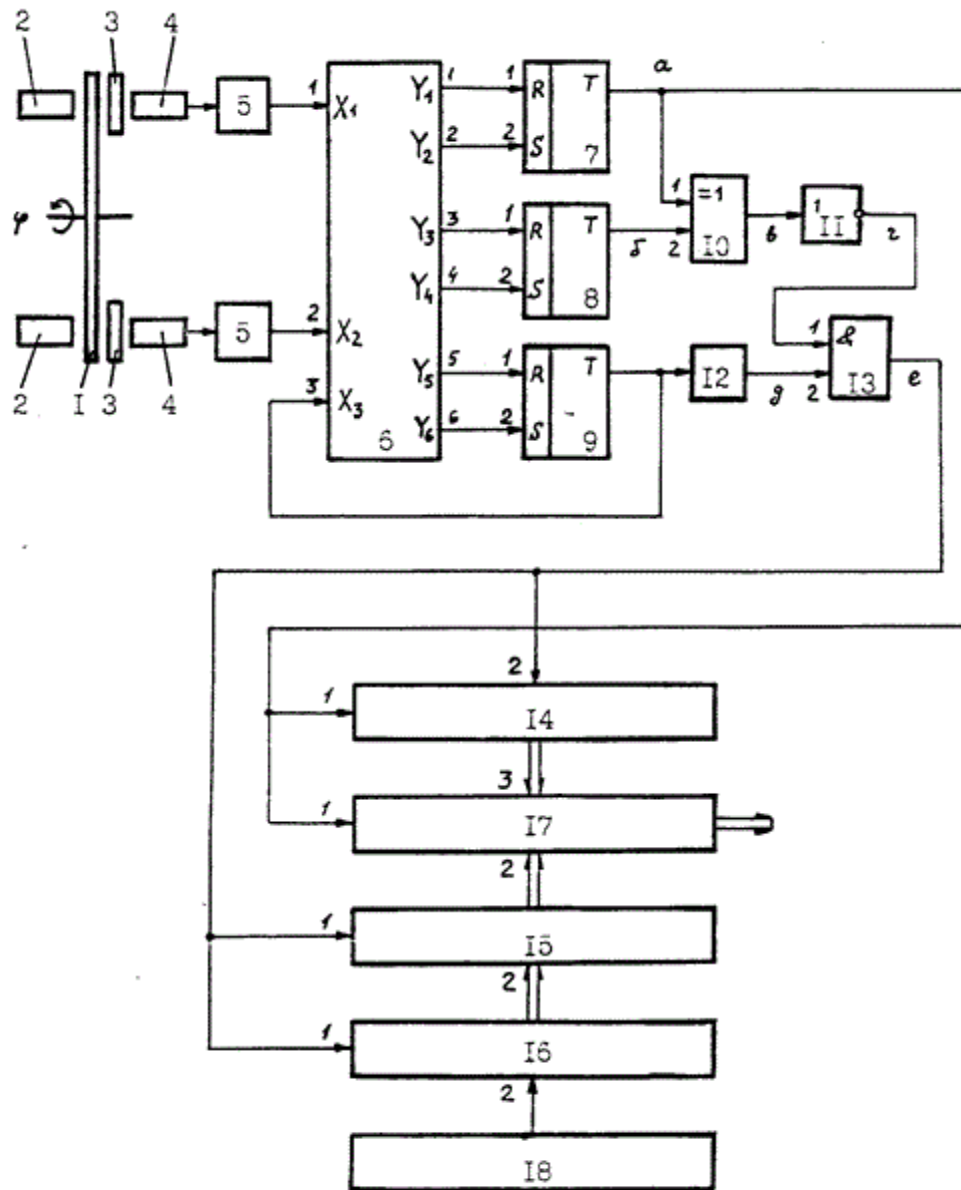 2 3 4
5 1 X₁ Y₁ 1 1 R T a
Y₂ 2 2 S 7
φ Y₃ 3 1 R T б 1 2 =1 I0 в 1 II г
Y₄ 4 2 S 8
5 2 X₂ Y₅ 5 1 R T I2 д 1 2 & I3 е
2 I 3 4 3 X₃ 6 Y₆ 6 2 S 9
2
1 I4
3
1 I7
2
1 I5
2
1 I6
2
I8